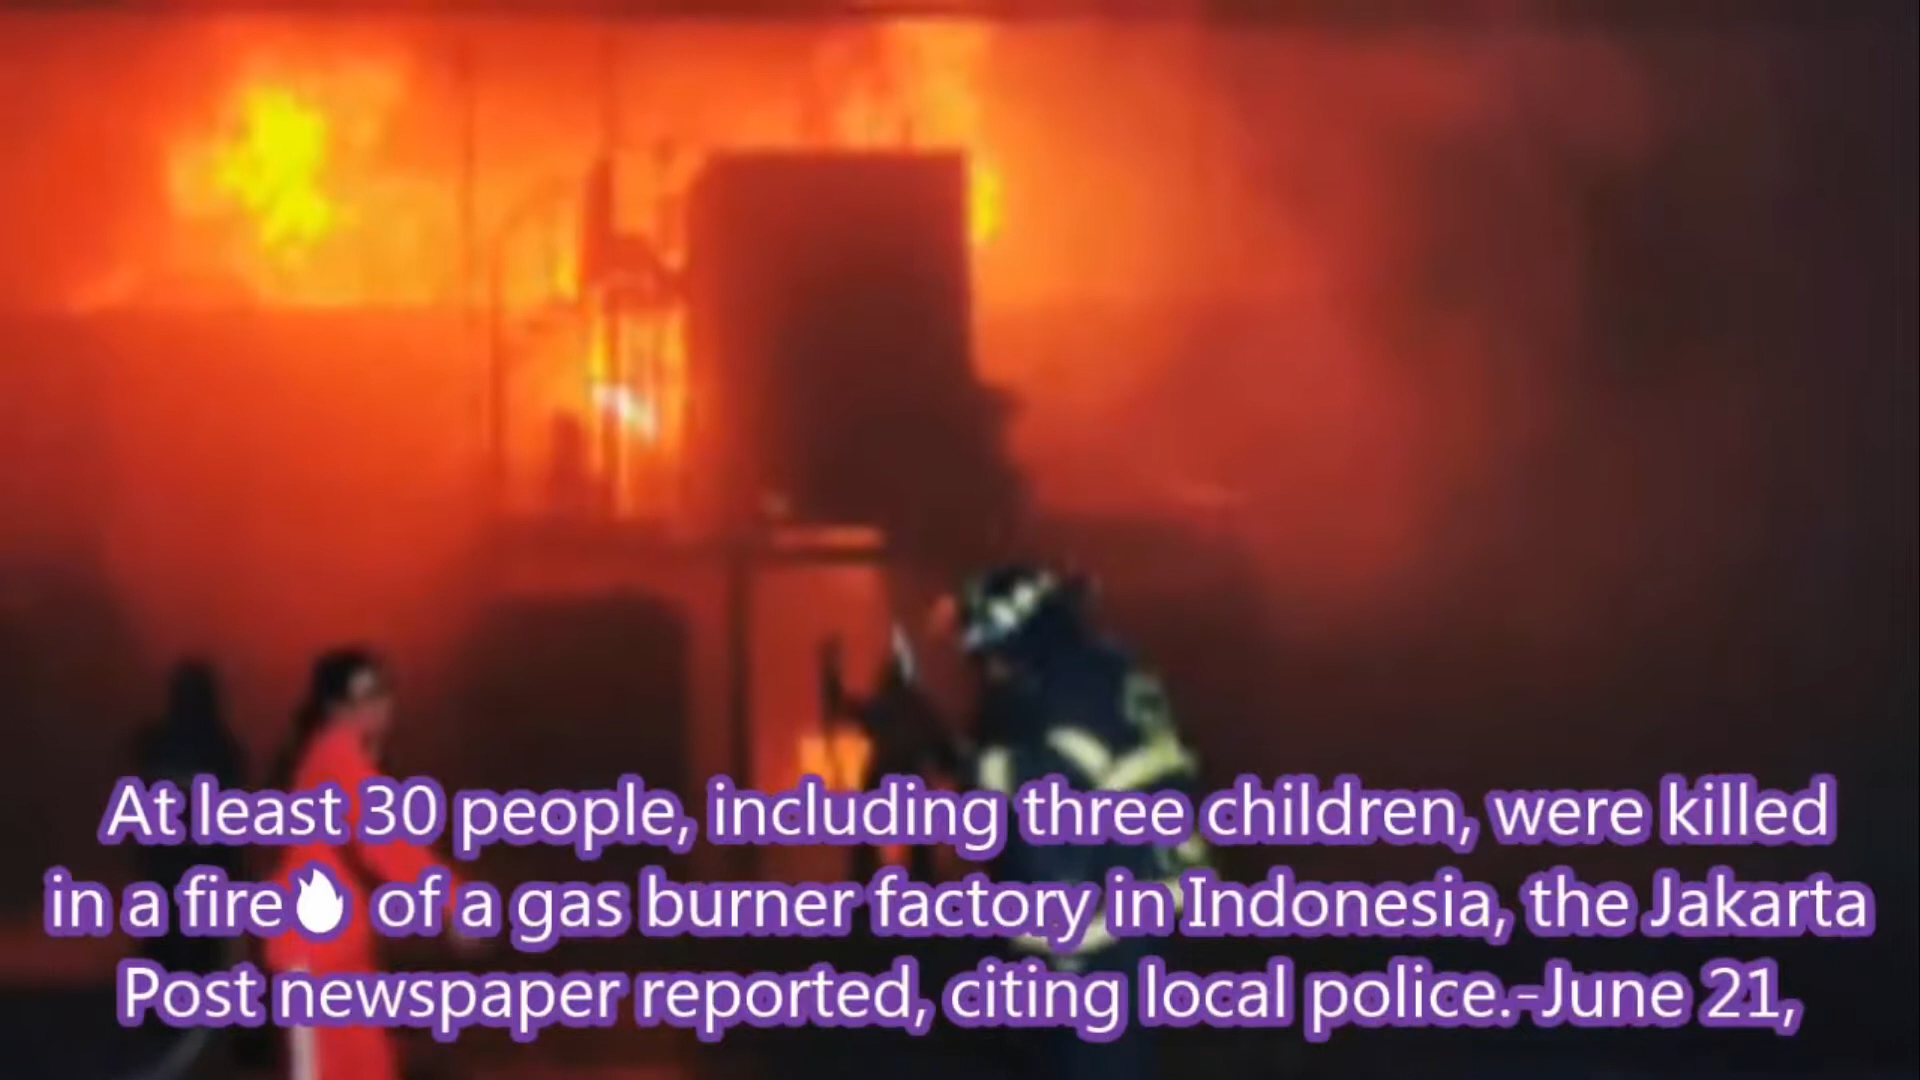 At least 30 people, including three children, were killed
in a fire🔥 of a gas burner factory in Indonesia, the Jakarta
Post newspaper reported, citing local police.-June 21,